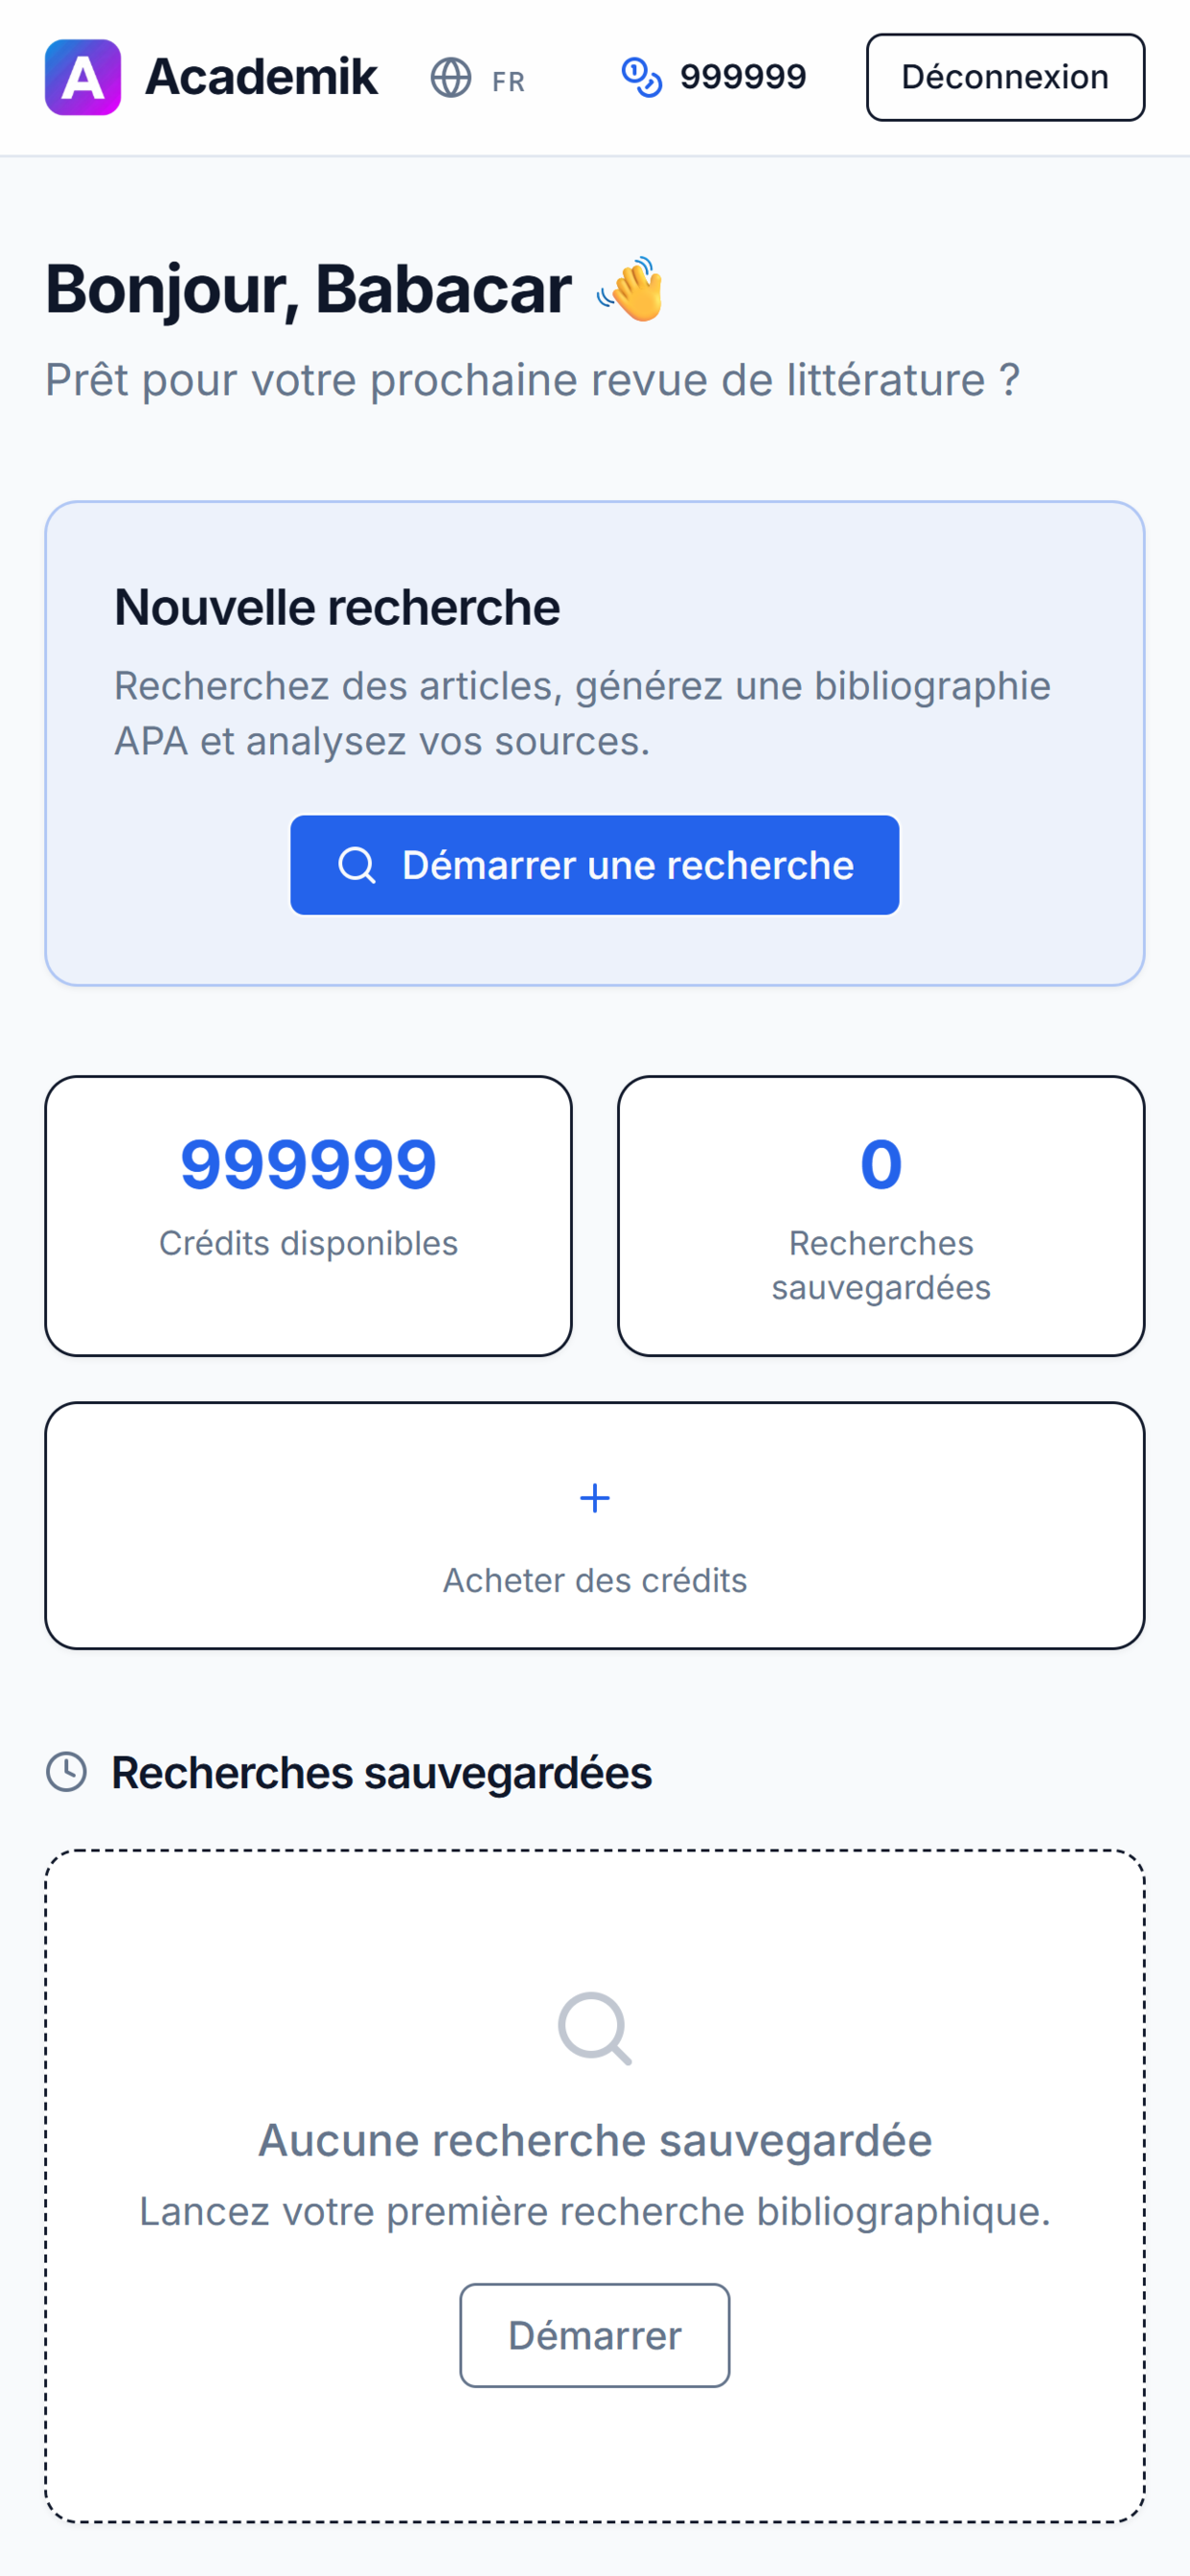 A Academik FR 999999 Déconnexion
Bonjour, Babacar 👋
Prêt pour votre prochaine revue de littérature ?
Nouvelle recherche
Recherchez des articles, générez une bibliographie
APA et analysez vos sources.
Démarrer une recherche
999999
Crédits disponibles
0
Recherches
sauvegardées
+
Acheter des crédits
Recherches sauvegardées
Aucune recherche sauvegardée
Lancez votre première recherche bibliographique.
Démarrer